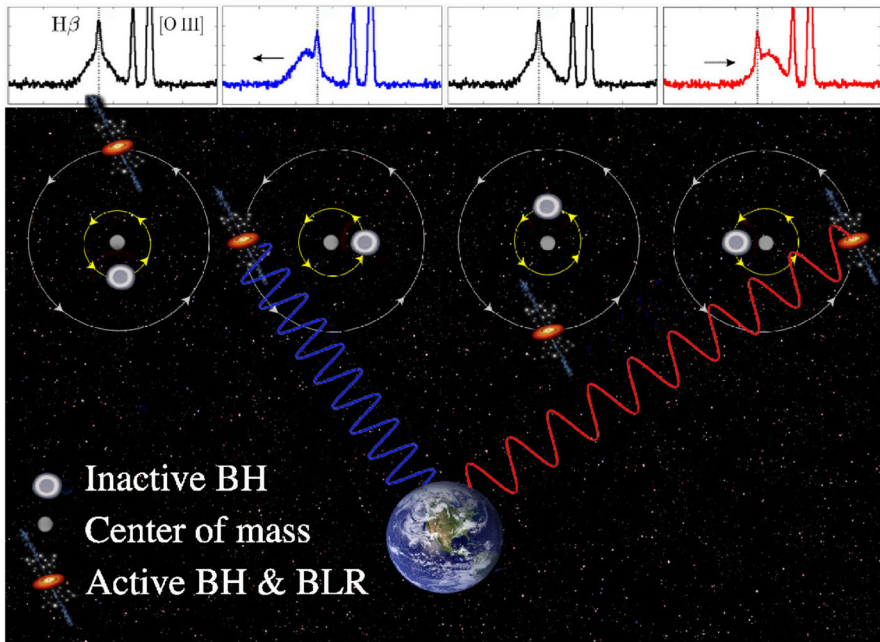 Hβ
[O III]
Inactive BH
Center of mass
Active BH & BLR